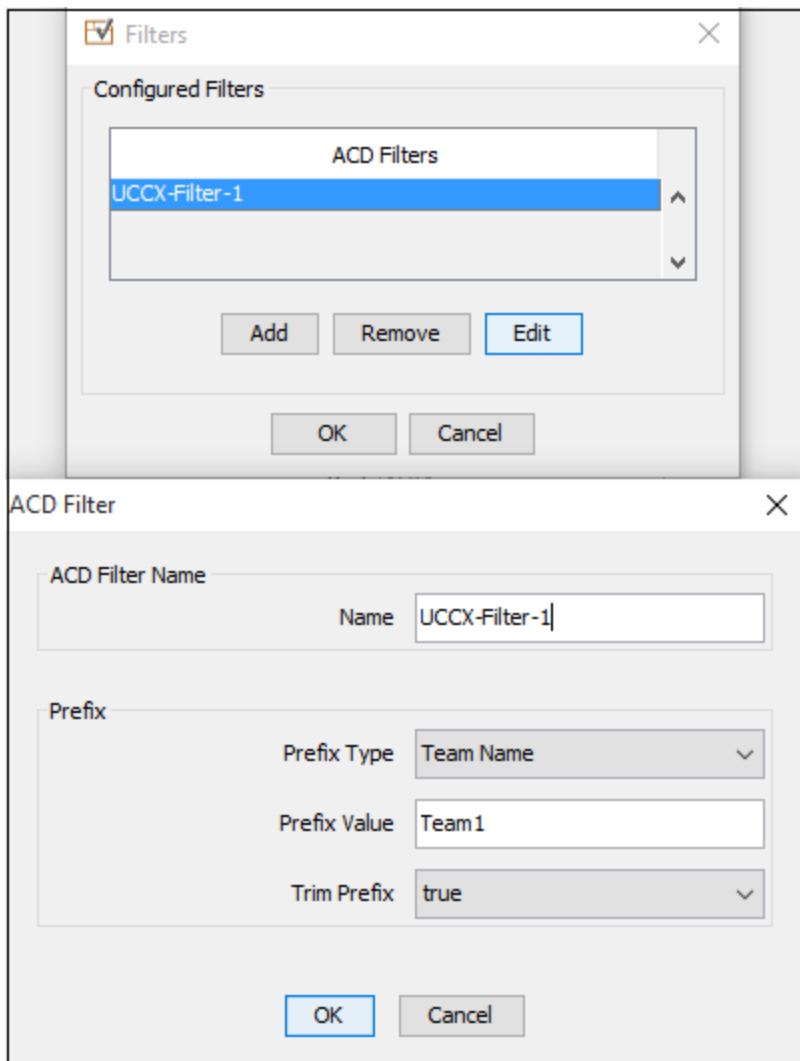 Filters
Configured Filters
ACD Filters
UCCX-Filter-1
Add Remove Edit
OK Cancel
ACD Filter
ACD Filter Name
Name UCCX-Filter-1
Prefix
Prefix Type Team Name
Prefix Value Team1
Trim Prefix true
OK Cancel